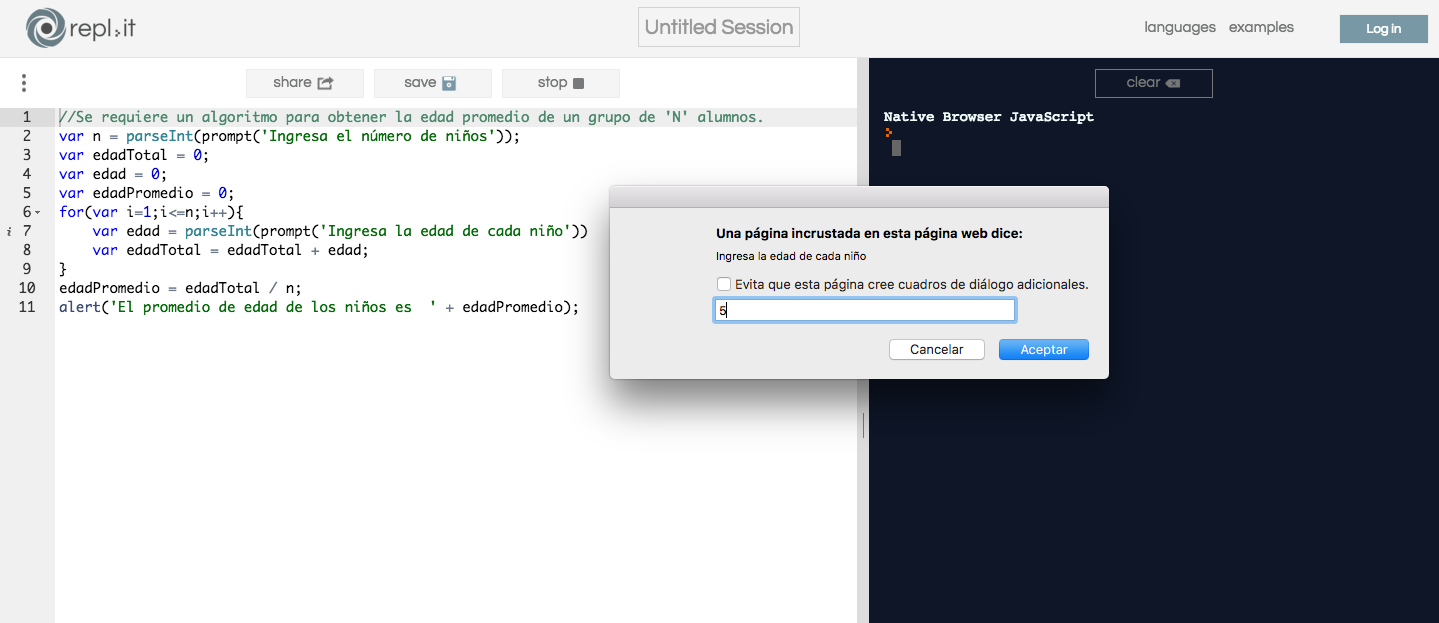 repl.it
Untitled Session
languages examples
Log in
share save stop
clear
1 //Se requiere un algoritmo para obtener la edad promedio de un grupo de 'N' alumnos.
2 var n = parseInt(prompt('Ingresa el número de niños'));
3 var edadTotal = 0;
4 var edad = 0;
5 var edadPromedio = 0;
6 for(var i=1;i<=n;i++){
i 7     var edad = parseInt(prompt('Ingresa la edad de cada niño'))
8     var edadTotal = edadTotal + edad;
9 }
10 edadPromedio = edadTotal / n;
11 alert('El promedio de edad de los niños es  ' + edadPromedio);
Native Browser JavaScript
>
Una página incrustada en esta página web dice:
Ingresa la edad de cada niño
Evita que esta página cree cuadros de diálogo adicionales.
5
Cancelar Aceptar